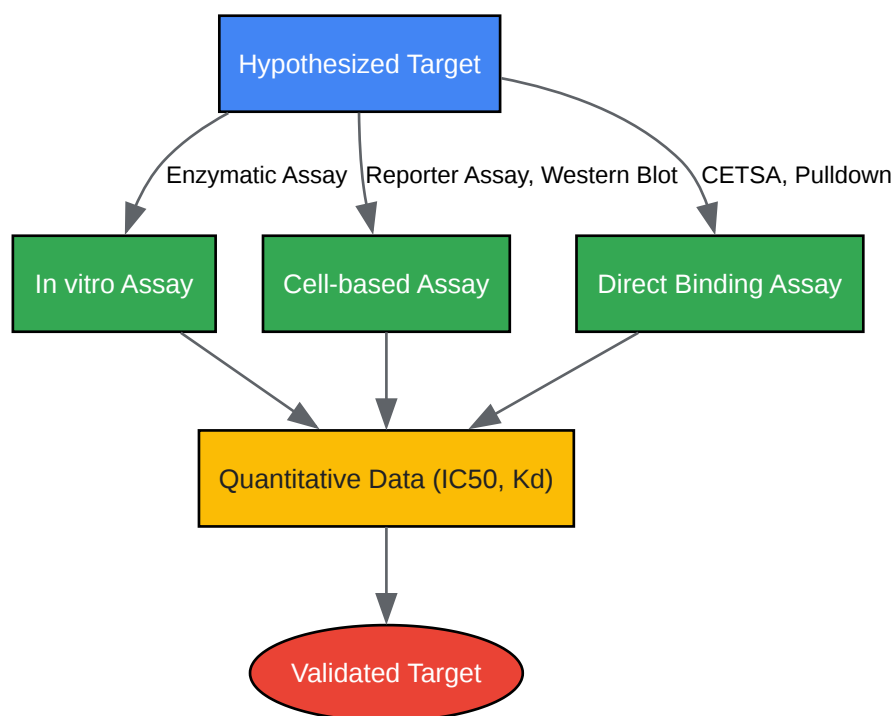 Hypothesized Target
Enzymatic Assay
Reporter Assay, Western Blot
CETSA, Pulldown
In vitro Assay
Cell-based Assay
Direct Binding Assay
Quantitative Data (IC50, Kd)
Validated Target